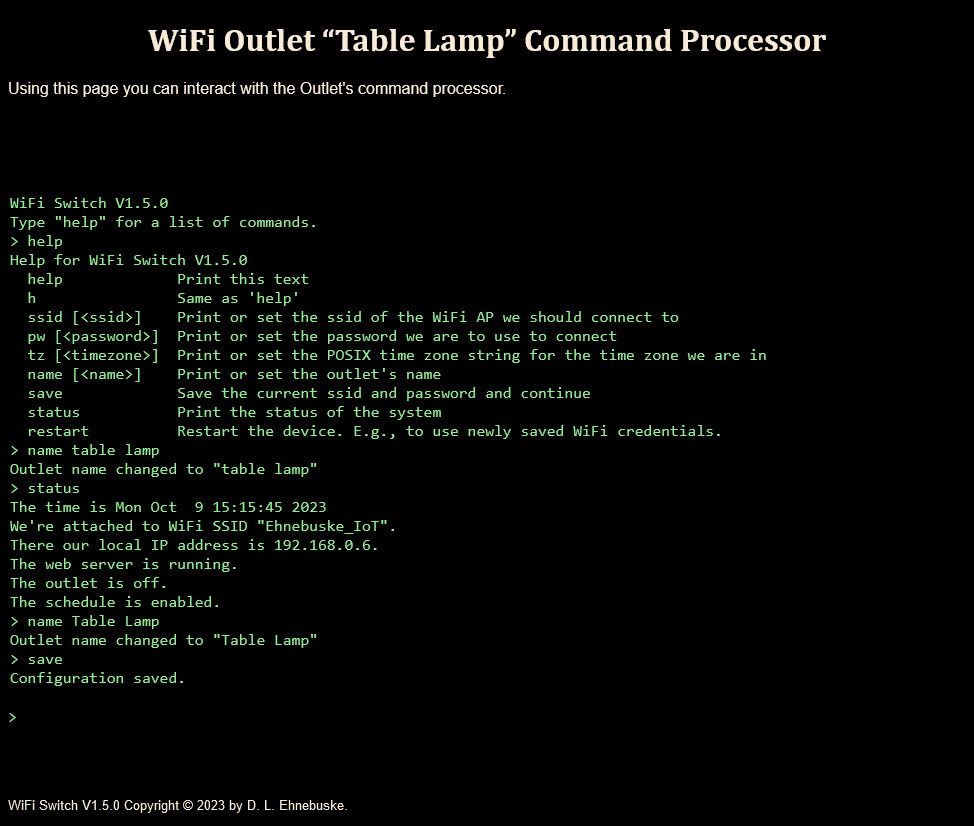 WiFi Outlet “Table Lamp” Command Processor
Using this page you can interact with the Outlet's command processor.
WiFi Switch V1.5.0
Type "help" for a list of commands.
> help
Help for WiFi Switch V1.5.0
  help             Print this text
  h                Same as 'help'
  ssid [<ssid>]    Print or set the ssid of the WiFi AP we should connect to
  pw [<password>]  Print or set the password we are to use to connect
  tz [<timezone>]  Print or set the POSIX time zone string for the time zone we are in
  name [<name>]    Print or set the outlet's name
  save             Save the current ssid and password and continue
  status           Print the status of the system
  restart          Restart the device. E.g., to use newly saved WiFi credentials.
> name table lamp
Outlet name changed to "table lamp"
> status
The time is Mon Oct  9 15:15:45 2023
We're attached to WiFi SSID "Ehnebuske_IoT".
There our local IP address is 192.168.0.6.
The web server is running.
The outlet is off.
The schedule is enabled.
> name Table Lamp
Outlet name changed to "Table Lamp"
> save
Configuration saved.
>
WiFi Switch V1.5.0 Copyright © 2023 by D. L. Ehnebuske.